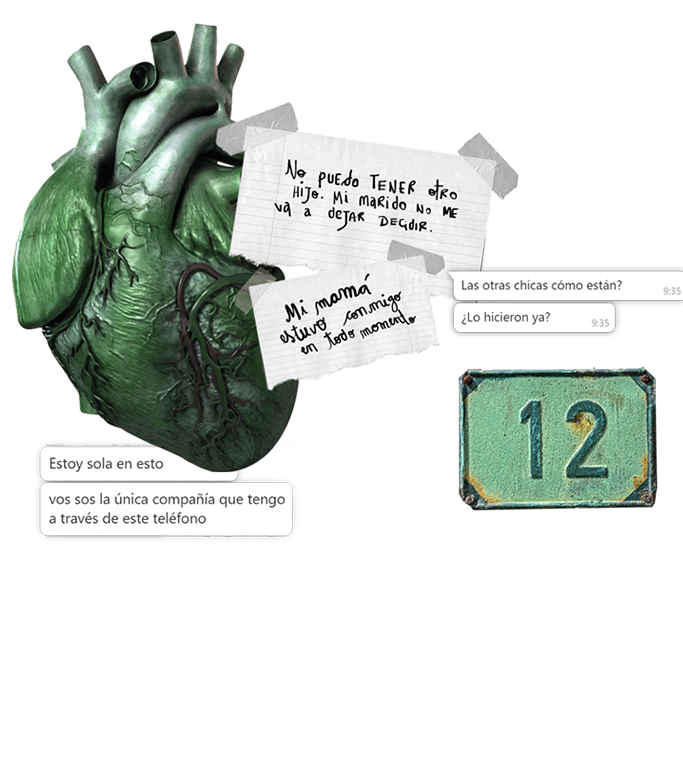 No puedo TENER otro
Hijo. Mi marido no me
va a dejar decidir.
Mi mamá
estuvo conmigo
en todo momento
Las otras chicas cómo están?
9:35
¿Lo hicieron ya?
9:35
12
Estoy sola en esto
vos sos la única compañía que tengo
a través de este teléfono